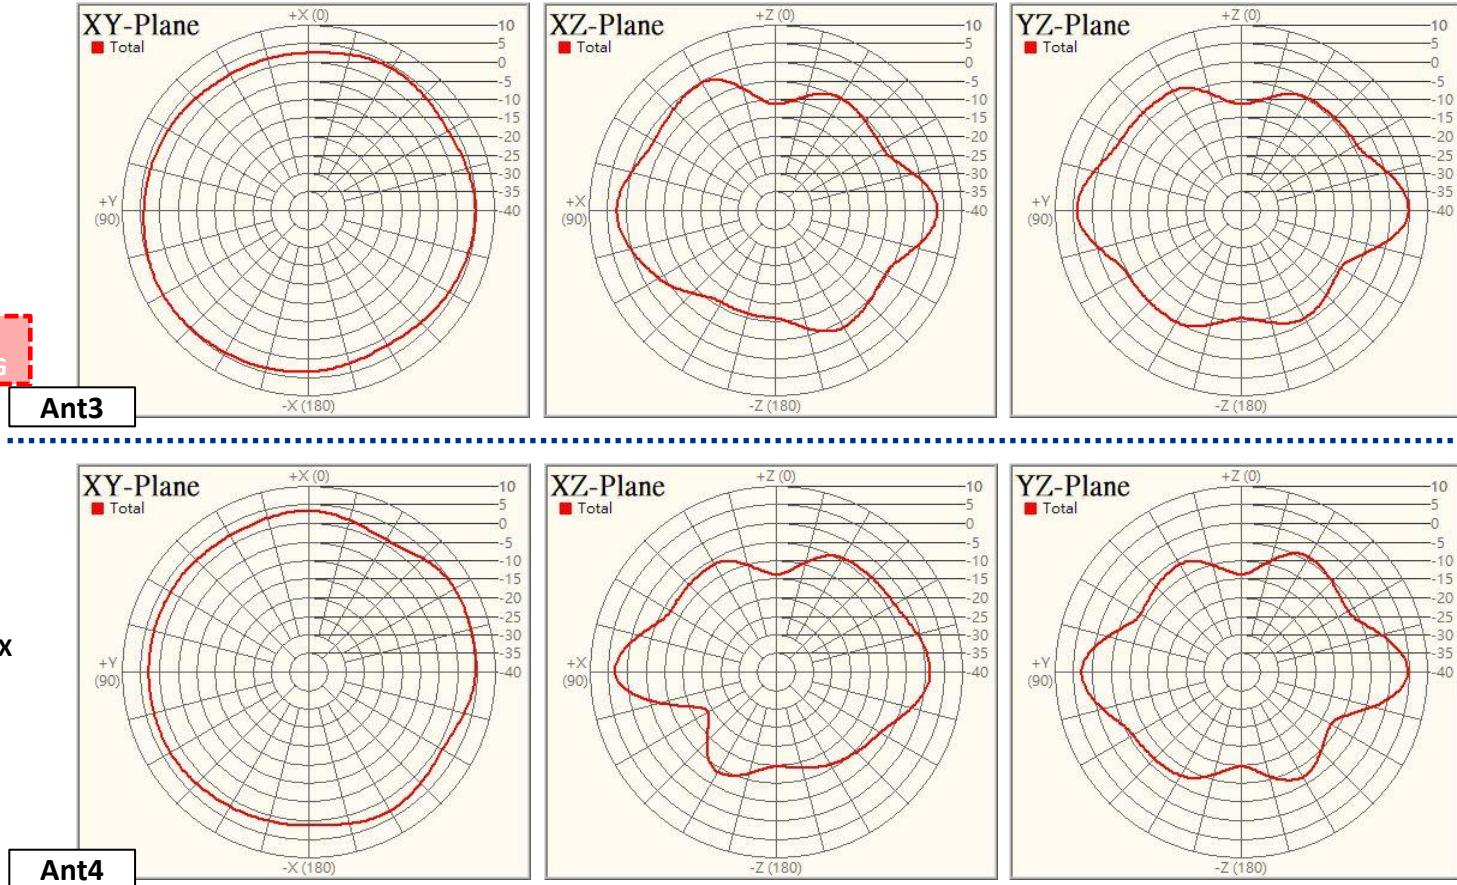 XY-Plane
Total
+X (0)
10
5
0
-5
-10
-15
-20
-25
-30
-35
-40
+Y
(90)
-X (180)
XZ-Plane
Total
+Z (0)
10
5
0
-5
-10
-15
-20
-25
-30
-35
-40
+X
(90)
-Z (180)
YZ-Plane
Total
+Z (0)
10
5
0
-5
-10
-15
-20
-25
-30
-35
-40
+Y
(90)
-Z (180)
G
Ant3
XY-Plane
Total
+X (0)
10
5
0
-5
-10
-15
-20
-25
-30
-35
-40
+Y
(90)
-X (180)
XZ-Plane
Total
+Z (0)
10
5
0
-5
-10
-15
-20
-25
-30
-35
-40
+X
(90)
-Z (180)
YZ-Plane
Total
+Z (0)
10
5
0
-5
-10
-15
-20
-25
-30
-35
-40
+Y
(90)
-Z (180)
x
Ant4